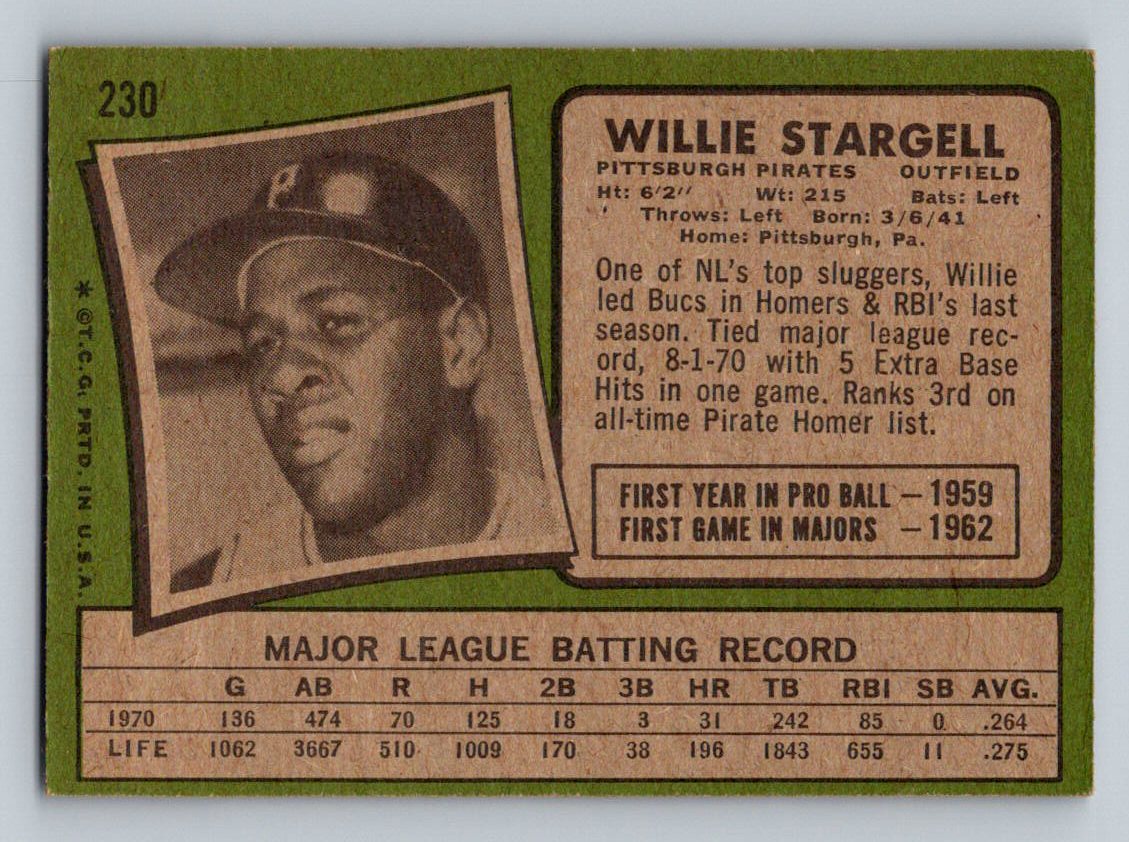 230
WILLIE STARGELL
PITTSBURGH PIRATES OUTFIELD
Ht: 6'2" Wt: 215 Bats: Left
Throws: Left Born: 3/6/41
Home: Pittsburgh, Pa.
One of NL's top sluggers, Willie
led Bucs in Homers & RBI's last
season. Tied major league rec-
ord, 8-1-70 with 5 Extra Base
Hits in one game. Ranks 3rd on
all-time Pirate Homer list.
FIRST YEAR IN PRO BALL — 1959
FIRST GAME IN MAJORS — 1962
* ©T.C.G. PRTD. IN U.S.A.
P
MAJOR LEAGUE BATTING RECORD
G AB R H 2B 3B HR TB RBI SB AVG.
1970 136 474 70 125 18 3 31 242 85 0 .264
LIFE 1062 3667 510 1009 170 38 196 1843 655 11 .275